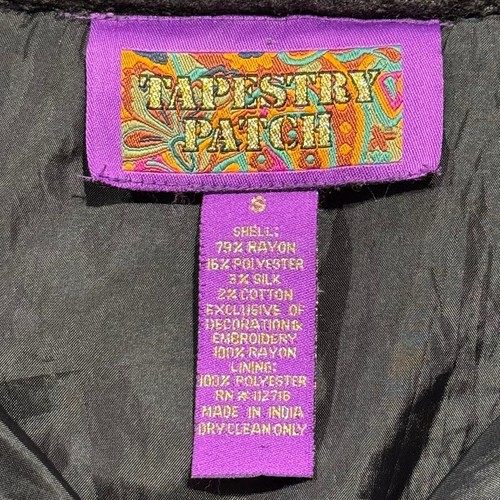 TAPESTRY
PATCH
S
SHELL:
79% RAYON
16% POLYESTER
3% SILK
2% COTTON
EXCLUSIVE OF
DECORATION&
EMBROIDERY
100% RAYON
LINING:
100% POLYESTER
RN # 112716
MADE IN INDIA
DRY CLEAN ONLY